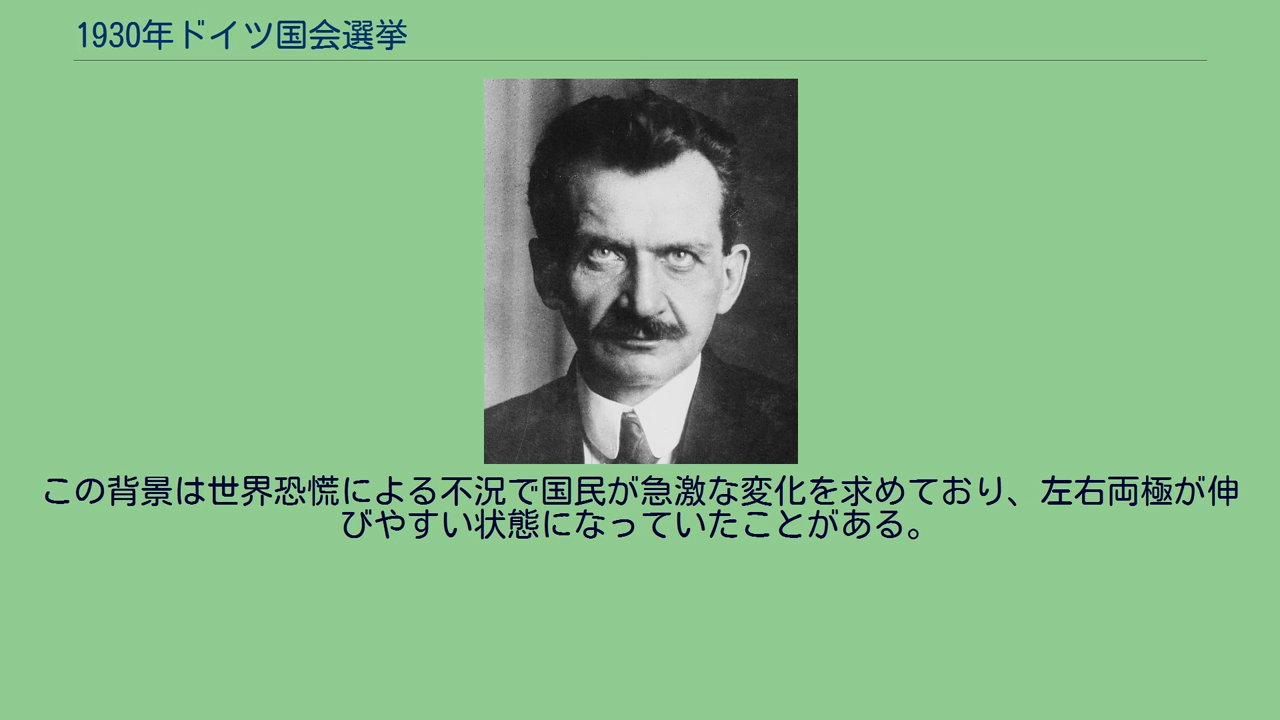 1930年ドイツ国会選挙
この背景は世界恐慌による不況で国民が急激な変化を求めており、左右両極が伸
びやすい状態になっていたことがある。